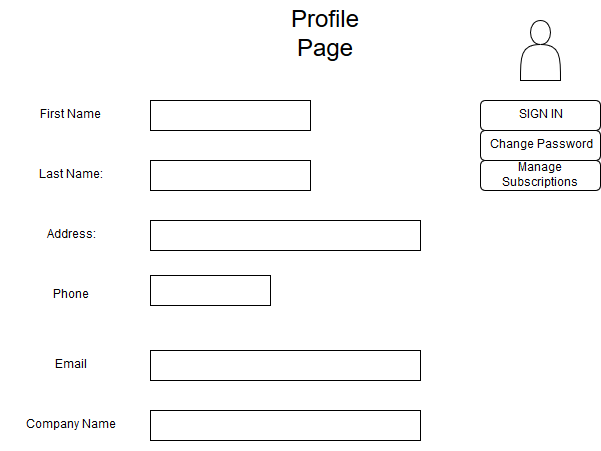 Profile
Page
First Name
SIGN IN
Change Password
Last Name:
Manage
Subscriptions
Address:
Phone
Email
Company Name